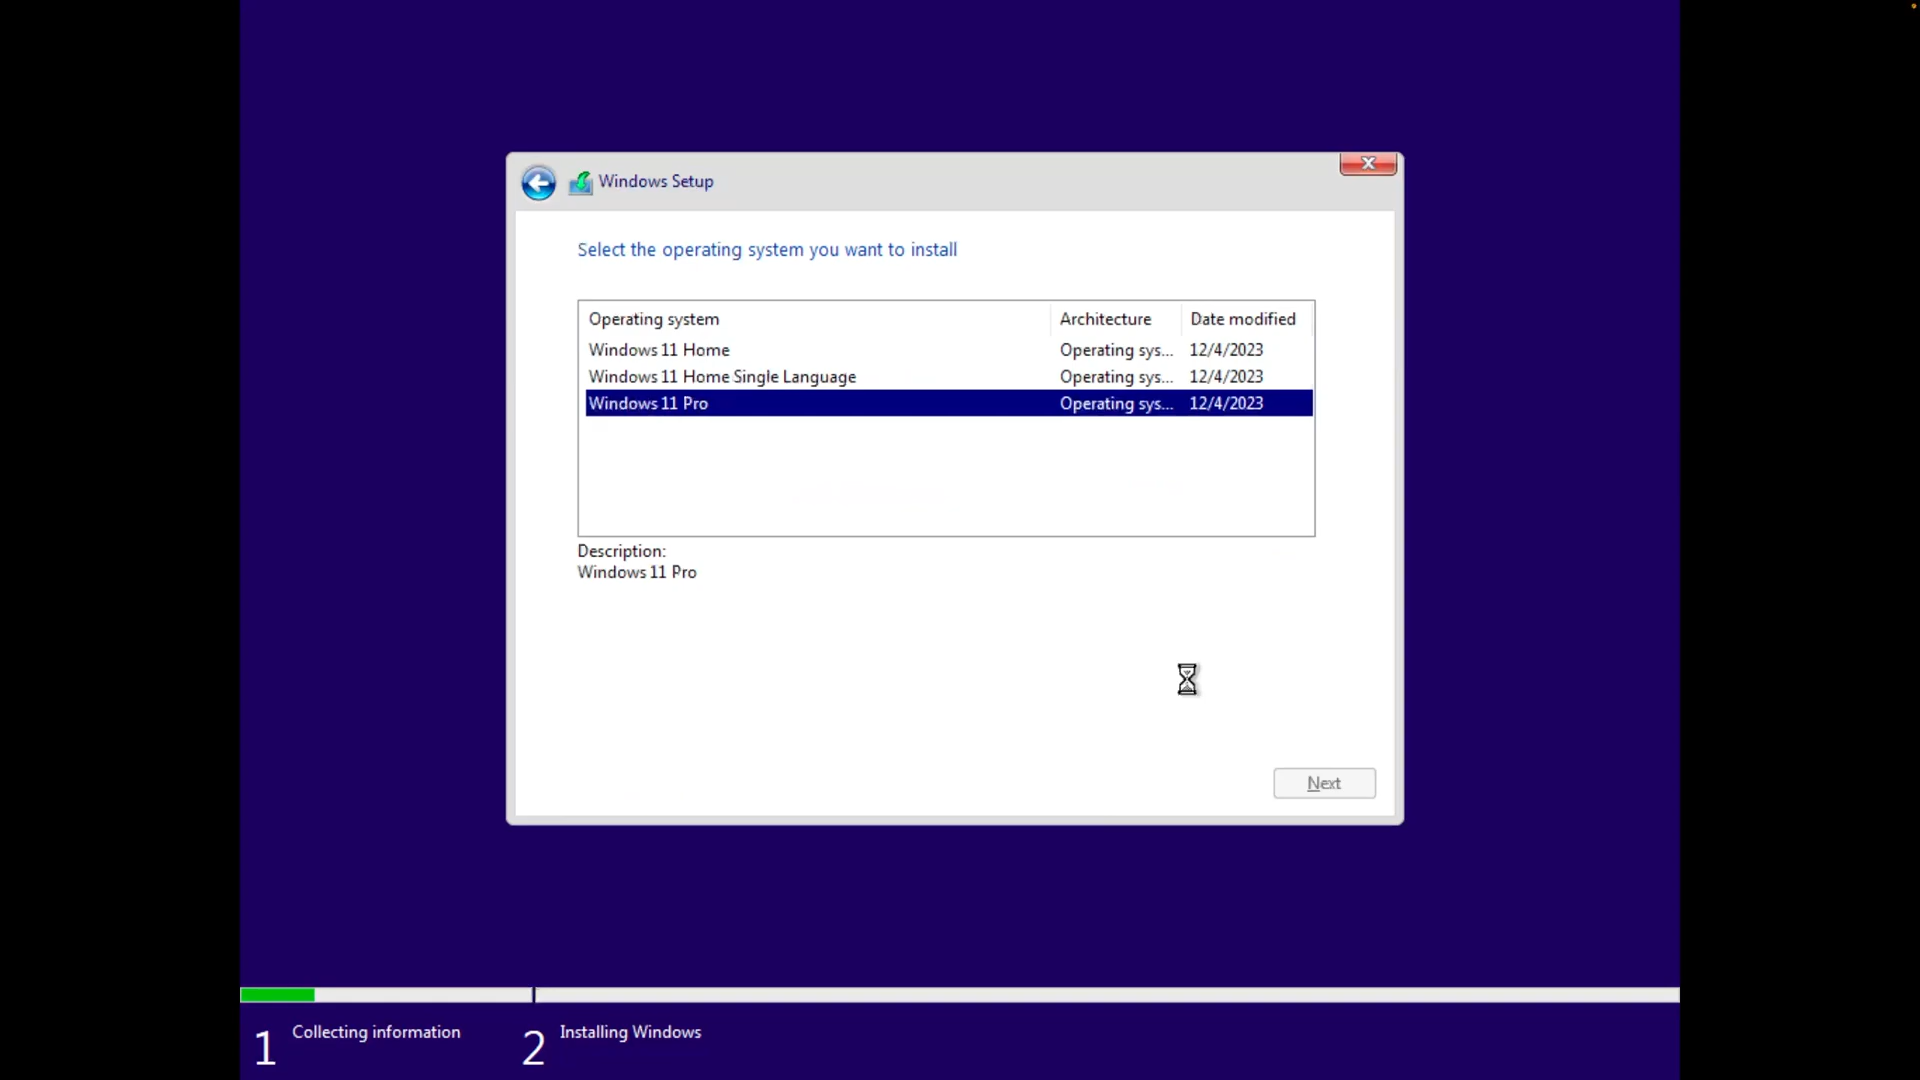 Windows Setup
Select the operating system you want to install
Operating system Architecture Date modified
Windows 11 Home Operating sys... 12/4/2023
Windows 11 Home Single Language Operating sys... 12/4/2023
Windows 11 Pro Operating sys... 12/4/2023
Description:
Windows 11 Pro
Next
1 Collecting information 2 Installing Windows